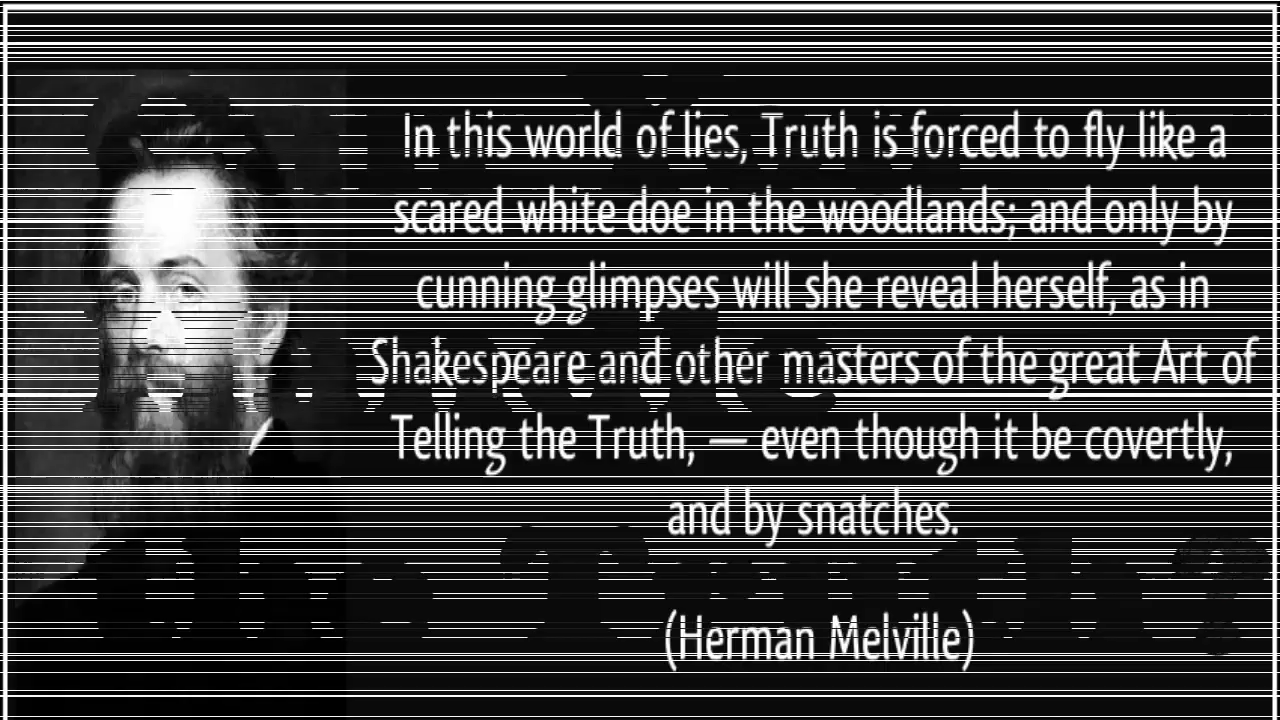 In this world of lies, Truth is forced to fly like a
scared white doe in the woodlands; and only by
cunning glimpses will she reveal herself, as in
Shakespeare and other masters of the great Art of
Telling the Truth, — even though it be covertly,
and by snatches.
(Herman Melville)